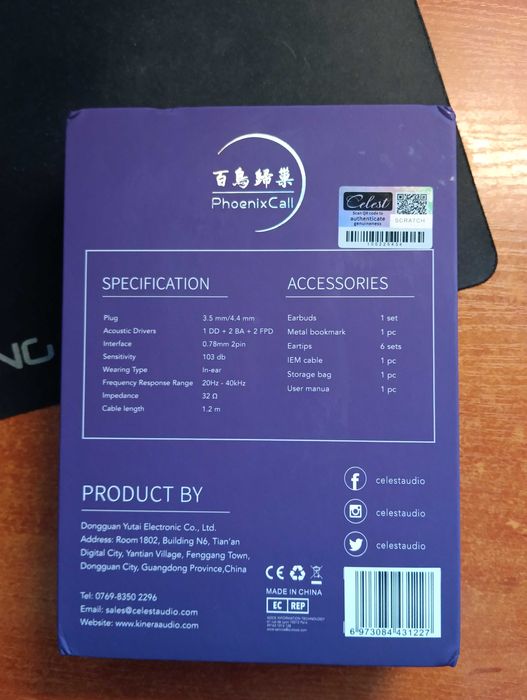 百鳥歸巢
PhoenixCall
Celest
Scan QR code to
authenticate
genuineness
SCRATCH
SPECIFICATION
Plug 3.5 mm/4.4 mm
Acoustic Drivers 1 DD + 2 BA + 2 FPD
Interlace 0.78mm 2pin
Sensitivity 103 db
Wearing Type In-ear
Frequency Response Range 20Hz - 40kHz
Impedance 32 Ω
Cable length 1.2 m
ACCESSORIES
Earbuds 1 set
Metal bookmark 1 pc
Eartips 6 sets
IEM cable 1 pc
Storage bag 1 pc
User manua 1 pc
celestaudio
celestaudio
celestaudio
PRODUCT BY
Dongguan Yutai Electronic Co., Ltd.
Address: Room1802, Building N6, Tian'an
Digital City, Yantian Village, Fenggang Town,
Dongguan City, Guangdong Province,China
Tel: 0769-8350 2296
Email: sales@celestaudio.com
Website: www.kineraaudio.com
CE
MADE IN CHINA
EC REP
6 973084 431227
NG